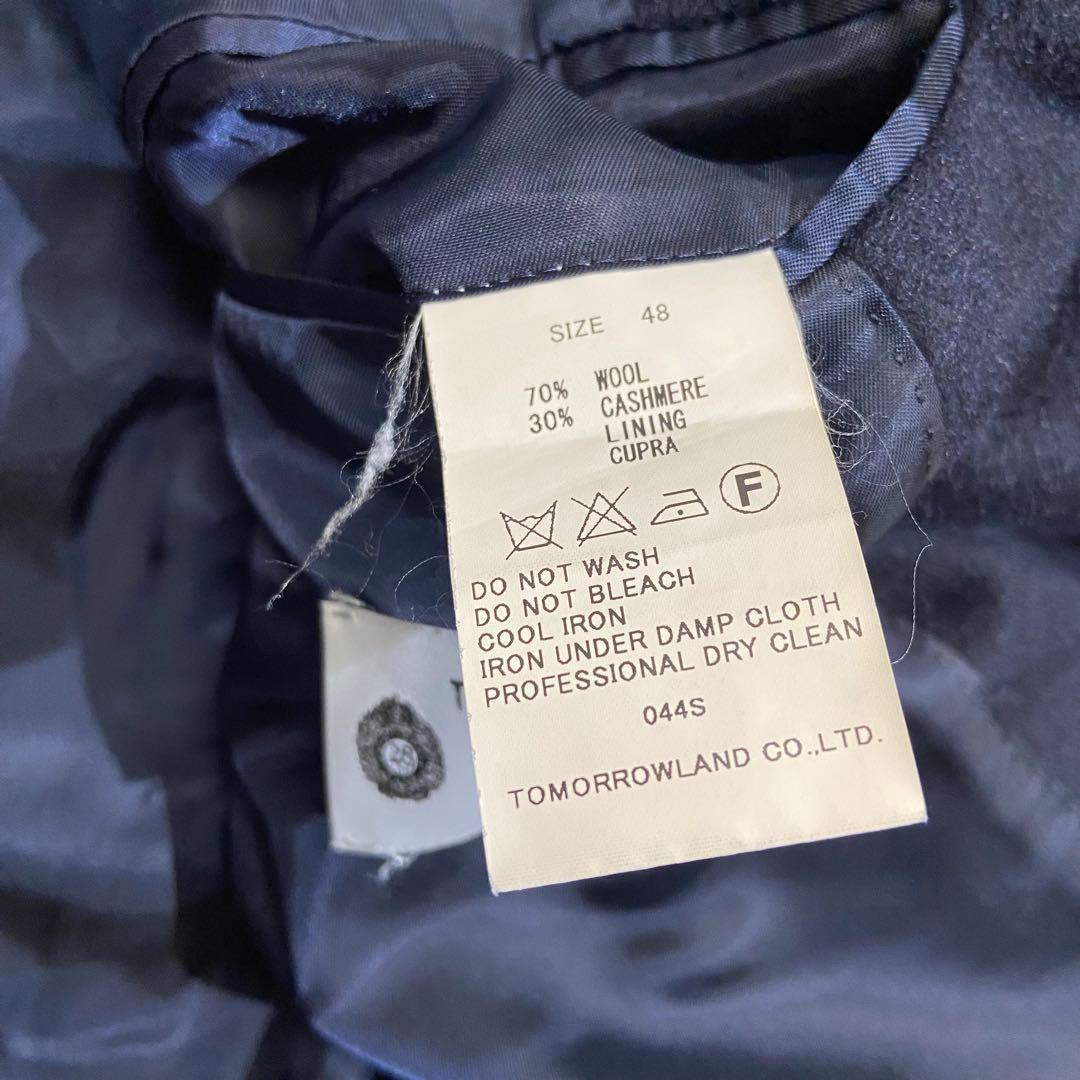 SIZE 48
70% WOOL
30% CASHMERE
LINING
CUPRA
F
DO NOT WASH
DO NOT BLEACH
COOL IRON
IRON UNDER DAMP CLOTH
PROFESSIONAL DRY CLEAN
044S
TOMORROWLAND CO.,LTD.